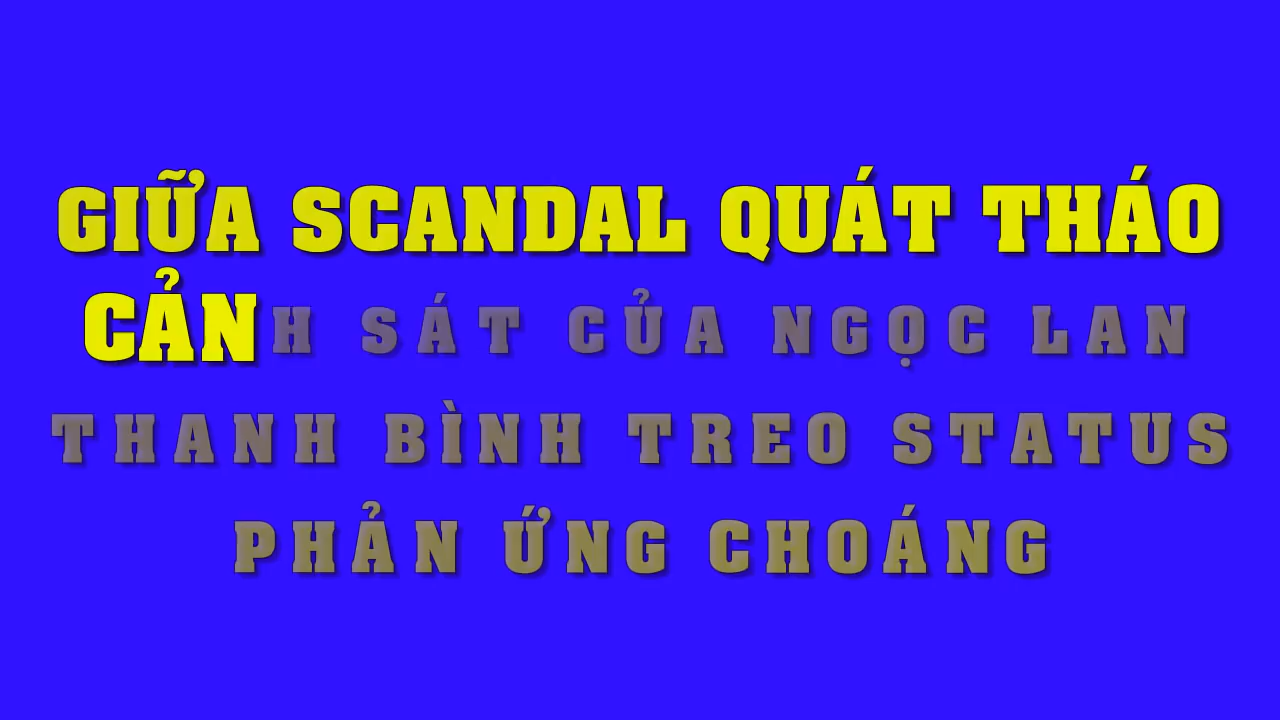 GIỮA SCANDAL QUÁT THÁO
CẢNH SÁT CỦA NGỌC LAN
THANH BÌNH TREO STATUS
PHẢN ỨNG CHOÁNG